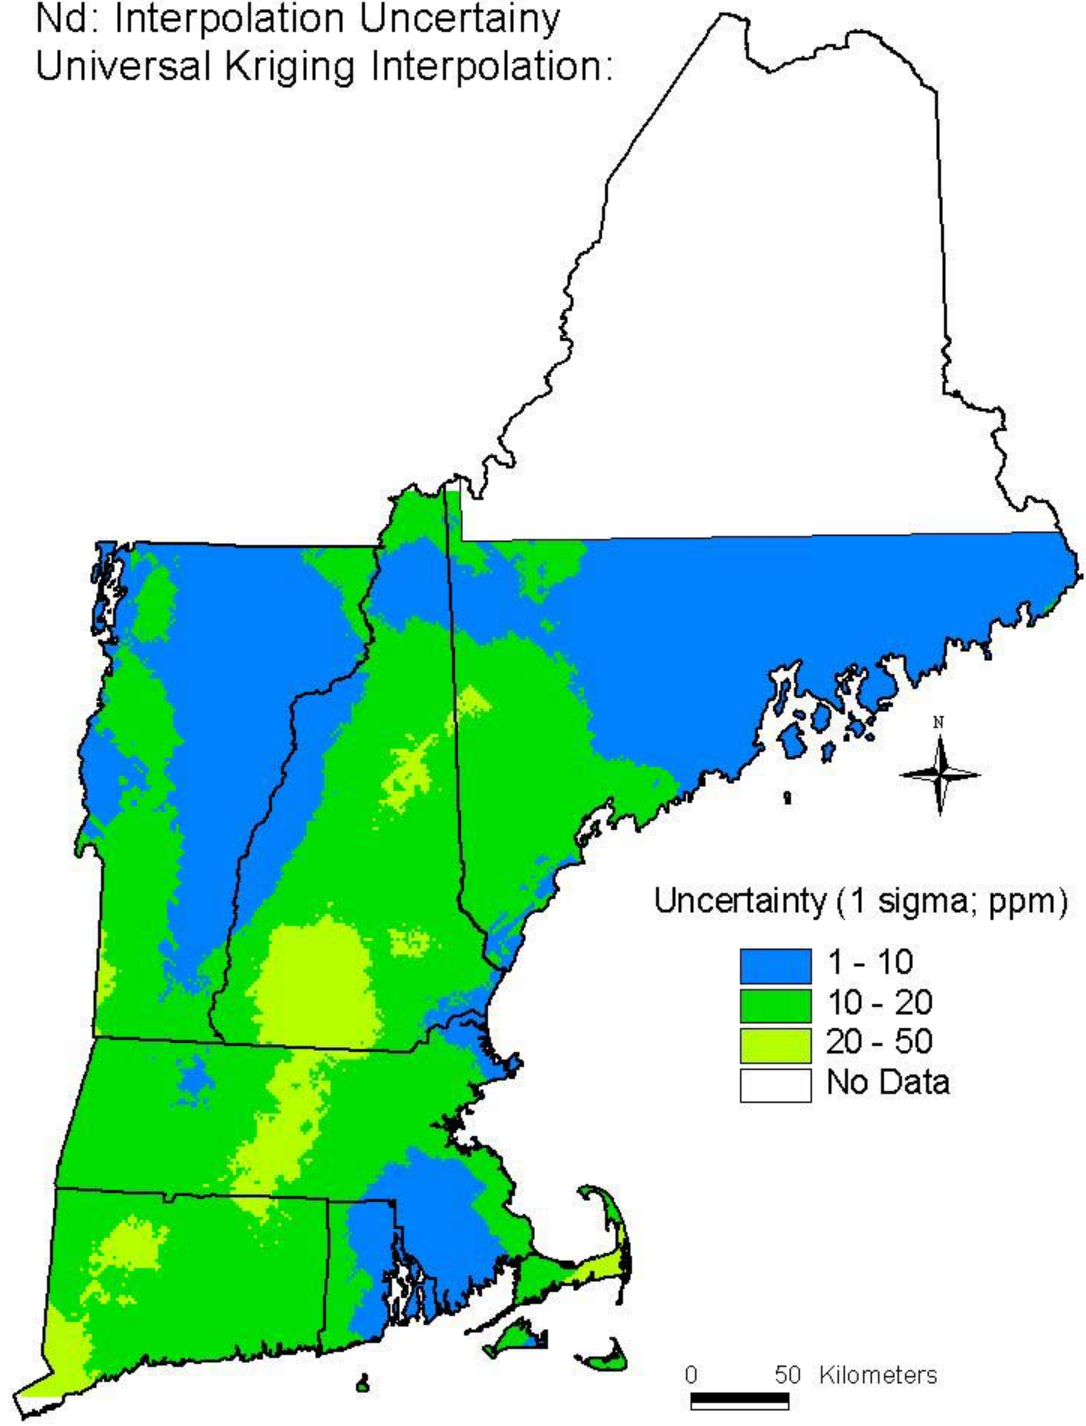 Nd: Interpolation Uncertainy
Universal Kriging Interpolation:
N
Uncertainty (1 sigma; ppm)
1 - 10
10 - 20
20 - 50
No Data
0 50 Kilometers